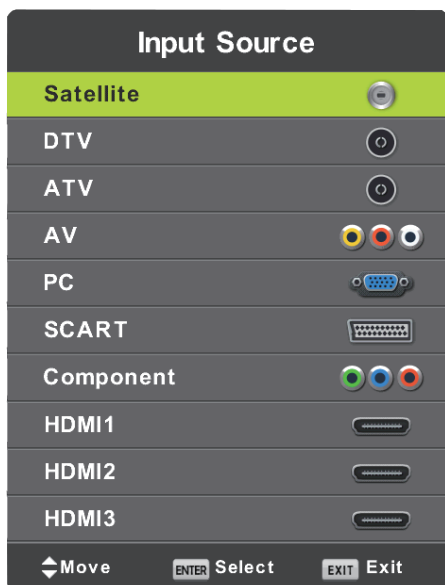 Input Source
Satellite
DTV
ATV
AV
PC
SCART
Component
HDMI1
HDMI2
HDMI3
Move ENTER Select EXIT Exit